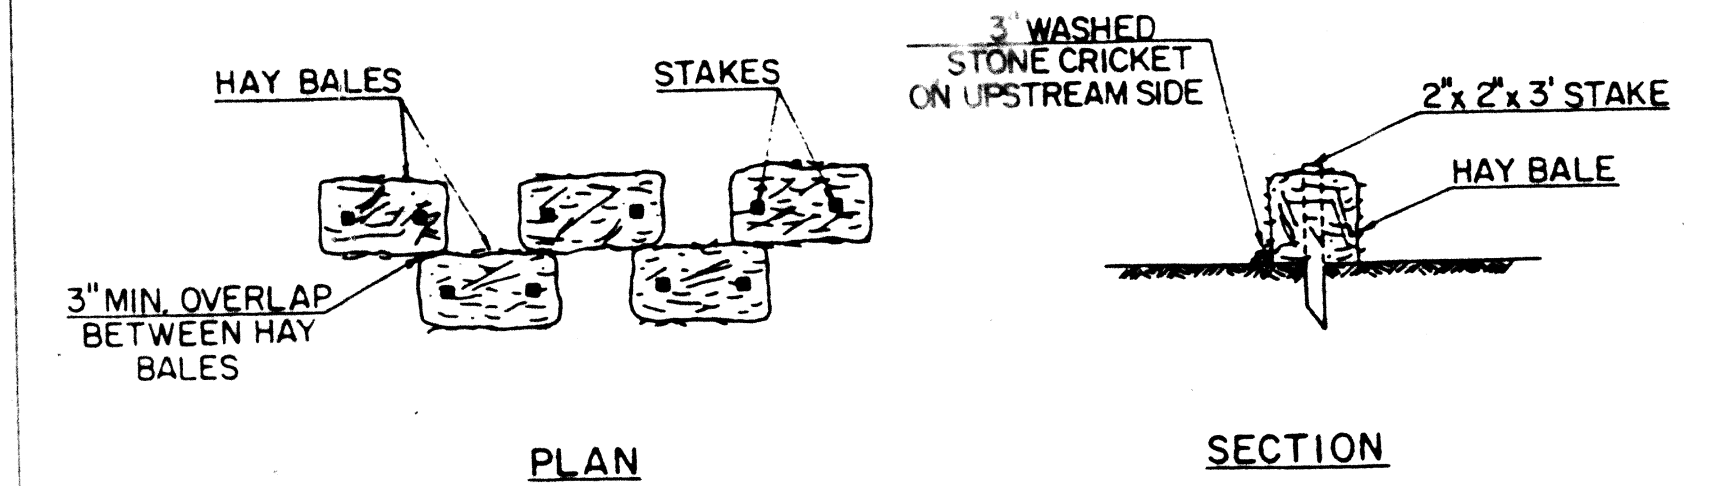 HAY BALES
STAKES
3" MIN. OVERLAP
BETWEEN HAY
BALES
PLAN
3" WASHED
STONE CRICKET
ON UPSTREAM SIDE
2"x 2"x 3' STAKE
HAY BALE
SECTION